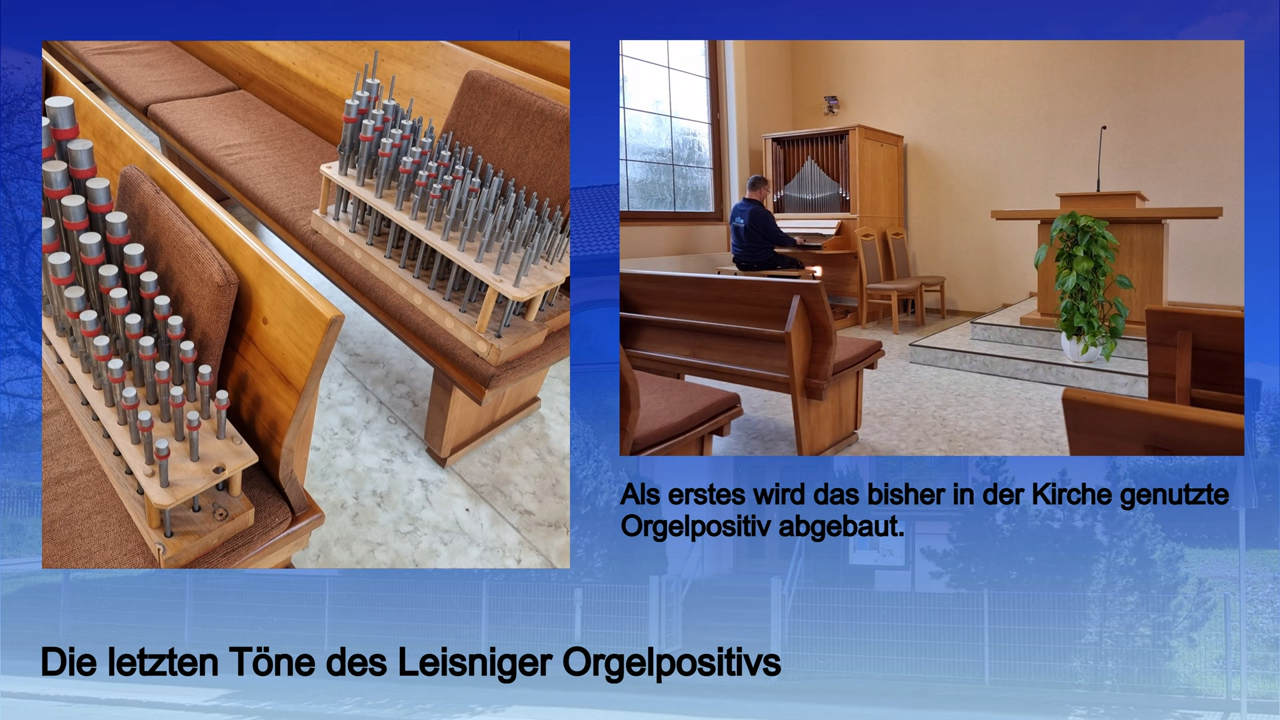 Als erstes wird das bisher in der Kirche genutzte
Orgelpositiv abgebaut.
Die letzten Töne des Leisniger Orgelpositivs